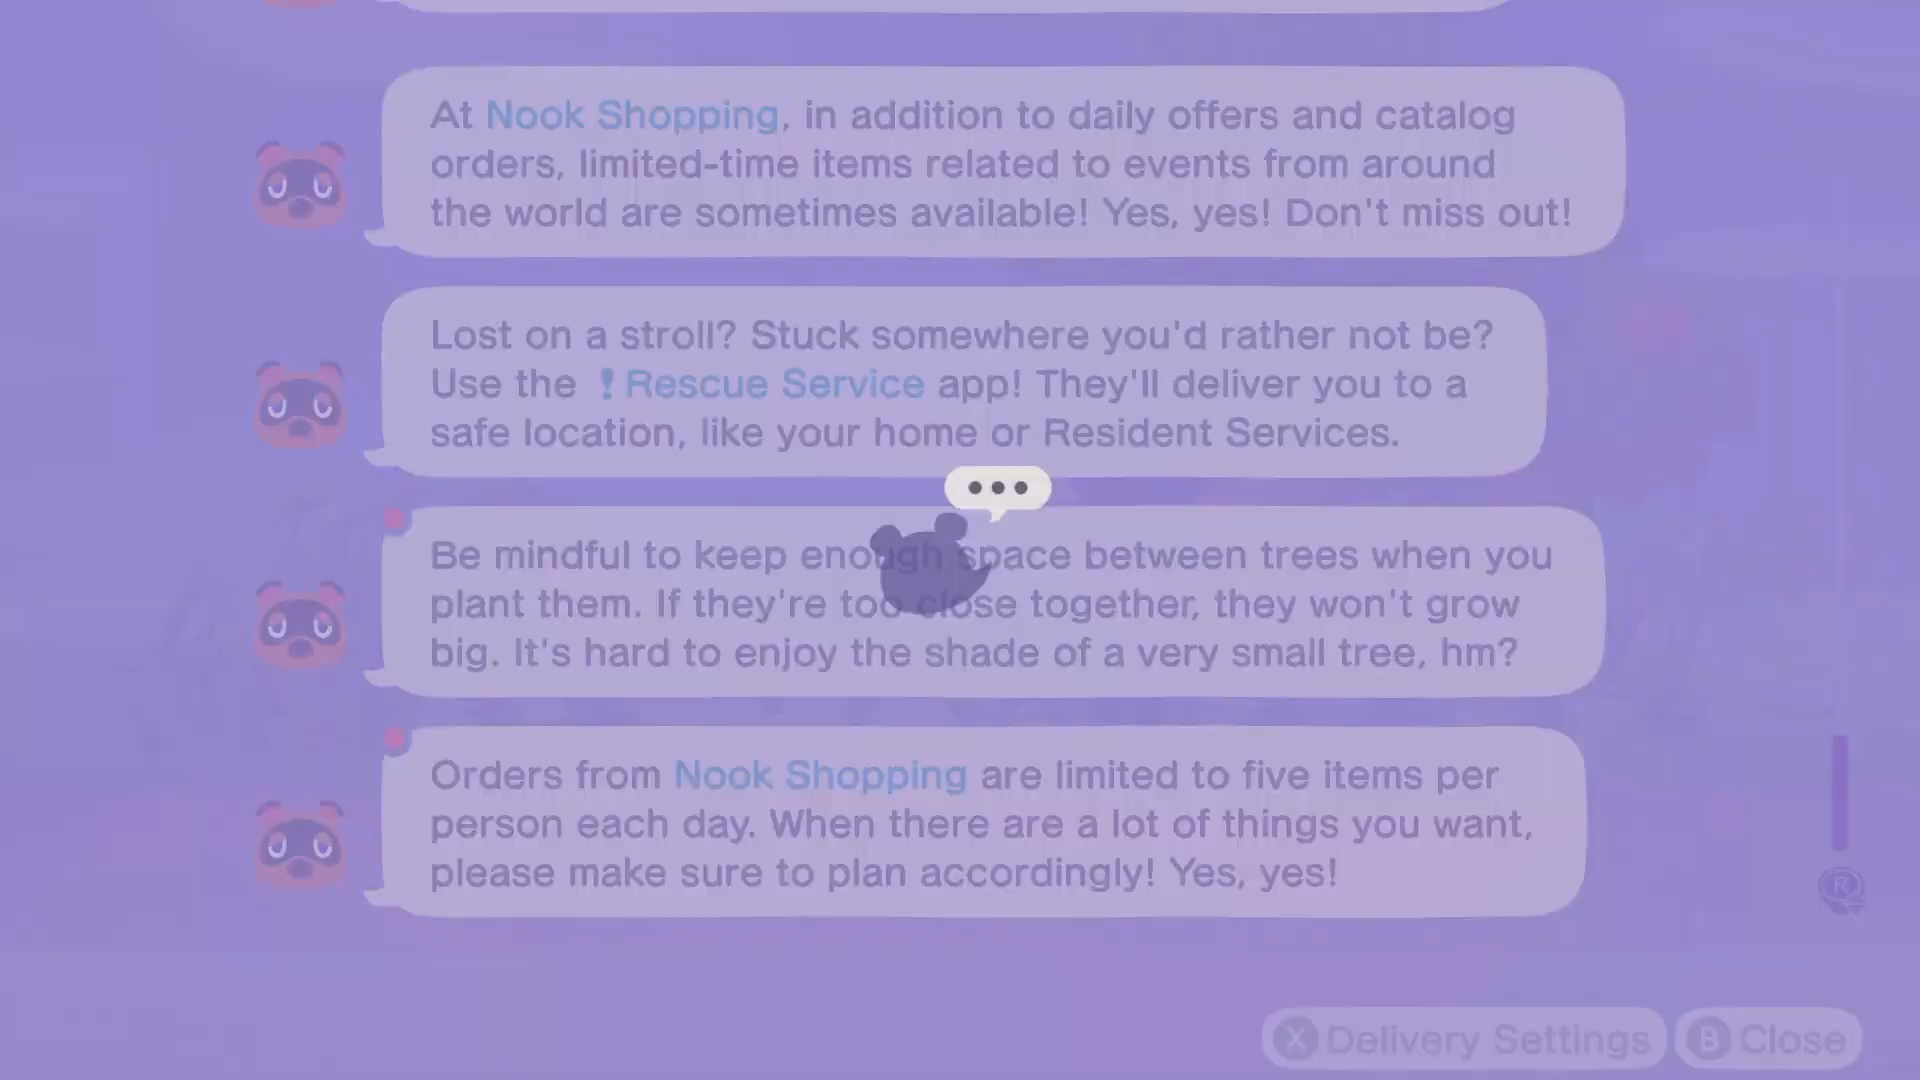 At Nook Shopping, in addition to daily offers and catalog
orders, limited-time items related to events from around
the world are sometimes available! Yes, yes! Don't miss out!
Lost on a stroll? Stuck somewhere you'd rather not be?
Use the ! Rescue Service app! They'll deliver you to a
safe location, like your home or Resident Services.
Be mindful to keep enough space between trees when you
plant them. If they're too close together, they won't grow
big. It's hard to enjoy the shade of a very small tree, hm?
Orders from Nook Shopping are limited to five items per
person each day. When there are a lot of things you want,
please make sure to plan accordingly! Yes, yes!
R
X Delivery Settings B Close